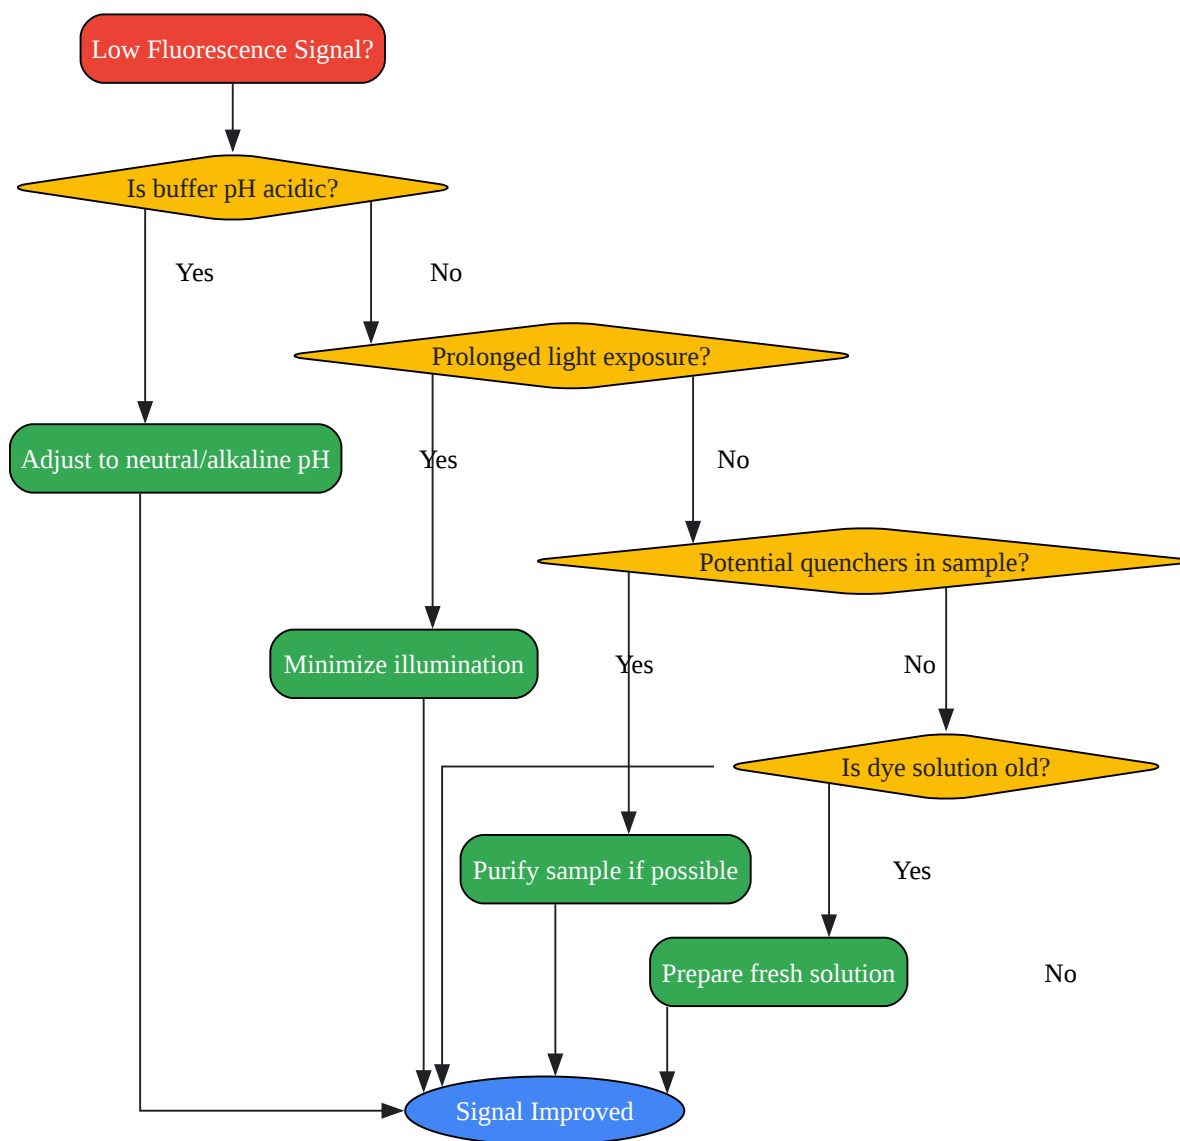 Low Fluorescence Signal?
Is buffer pH acidic?
Yes
No
Prolonged light exposure?
Adjust to neutral/alkaline pH
Yes
No
Potential quenchers in sample?
Minimize illumination
Yes
No
Is dye solution old?
Purify sample if possible
Yes
Prepare fresh solution
No
Signal Improved